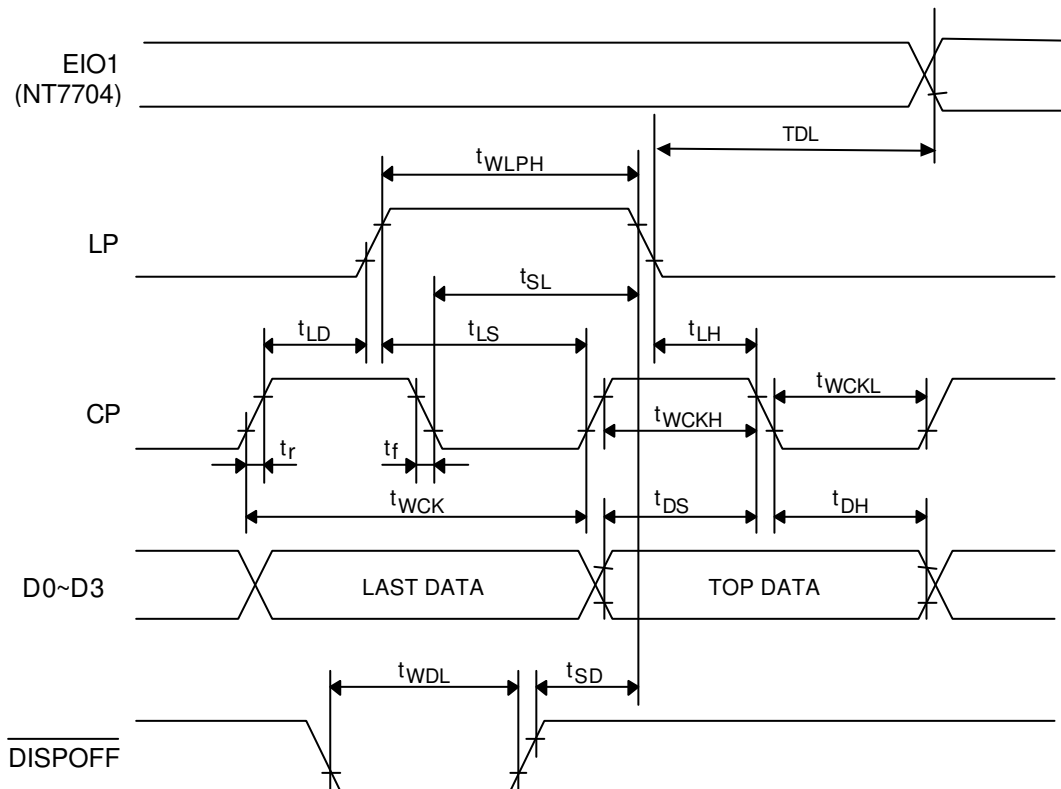 EIO1
(NT7704)
TDL
tWLPH
LP
tSL
tLD
tLS
tLH
CP
tWCKL
tWCKH
tr
tf
tWCK
tDS
tDH
D0~D3
LAST DATA
TOP DATA
tWDL
tSD
DISPOFF